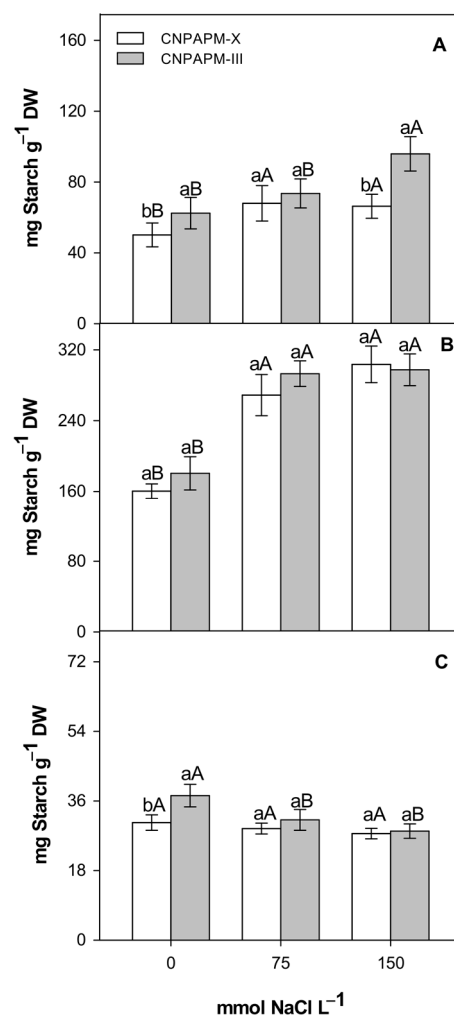 CNPAPM-X
CNPAPM-III
A
160
120
80
40
0
mg Starch g⁻¹ DW
bB aB aA aB bA aA
B
320
240
160
80
0
mg Starch g⁻¹ DW
aB aB aA aA aA aA
C
72
54
36
18
0
mg Starch g⁻¹ DW
bA aA aA aB aA aB
0 75 150
mmol NaCl L⁻¹